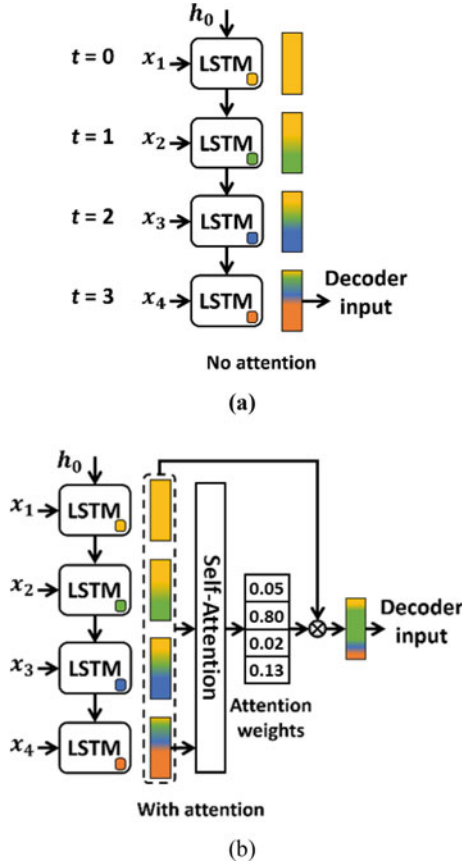 h₀
t = 0 x₁ LSTM
t = 1 x₂ LSTM
t = 2 x₃ LSTM
t = 3 x₄ LSTM Decoder input
No attention
(a)
h₀
x₁ LSTM
x₂ LSTM
x₃ LSTM
x₄ LSTM
Self-Attention
0.05
0.80
0.02
0.13
Attention
weights
Decoder
input
With attention
(b)